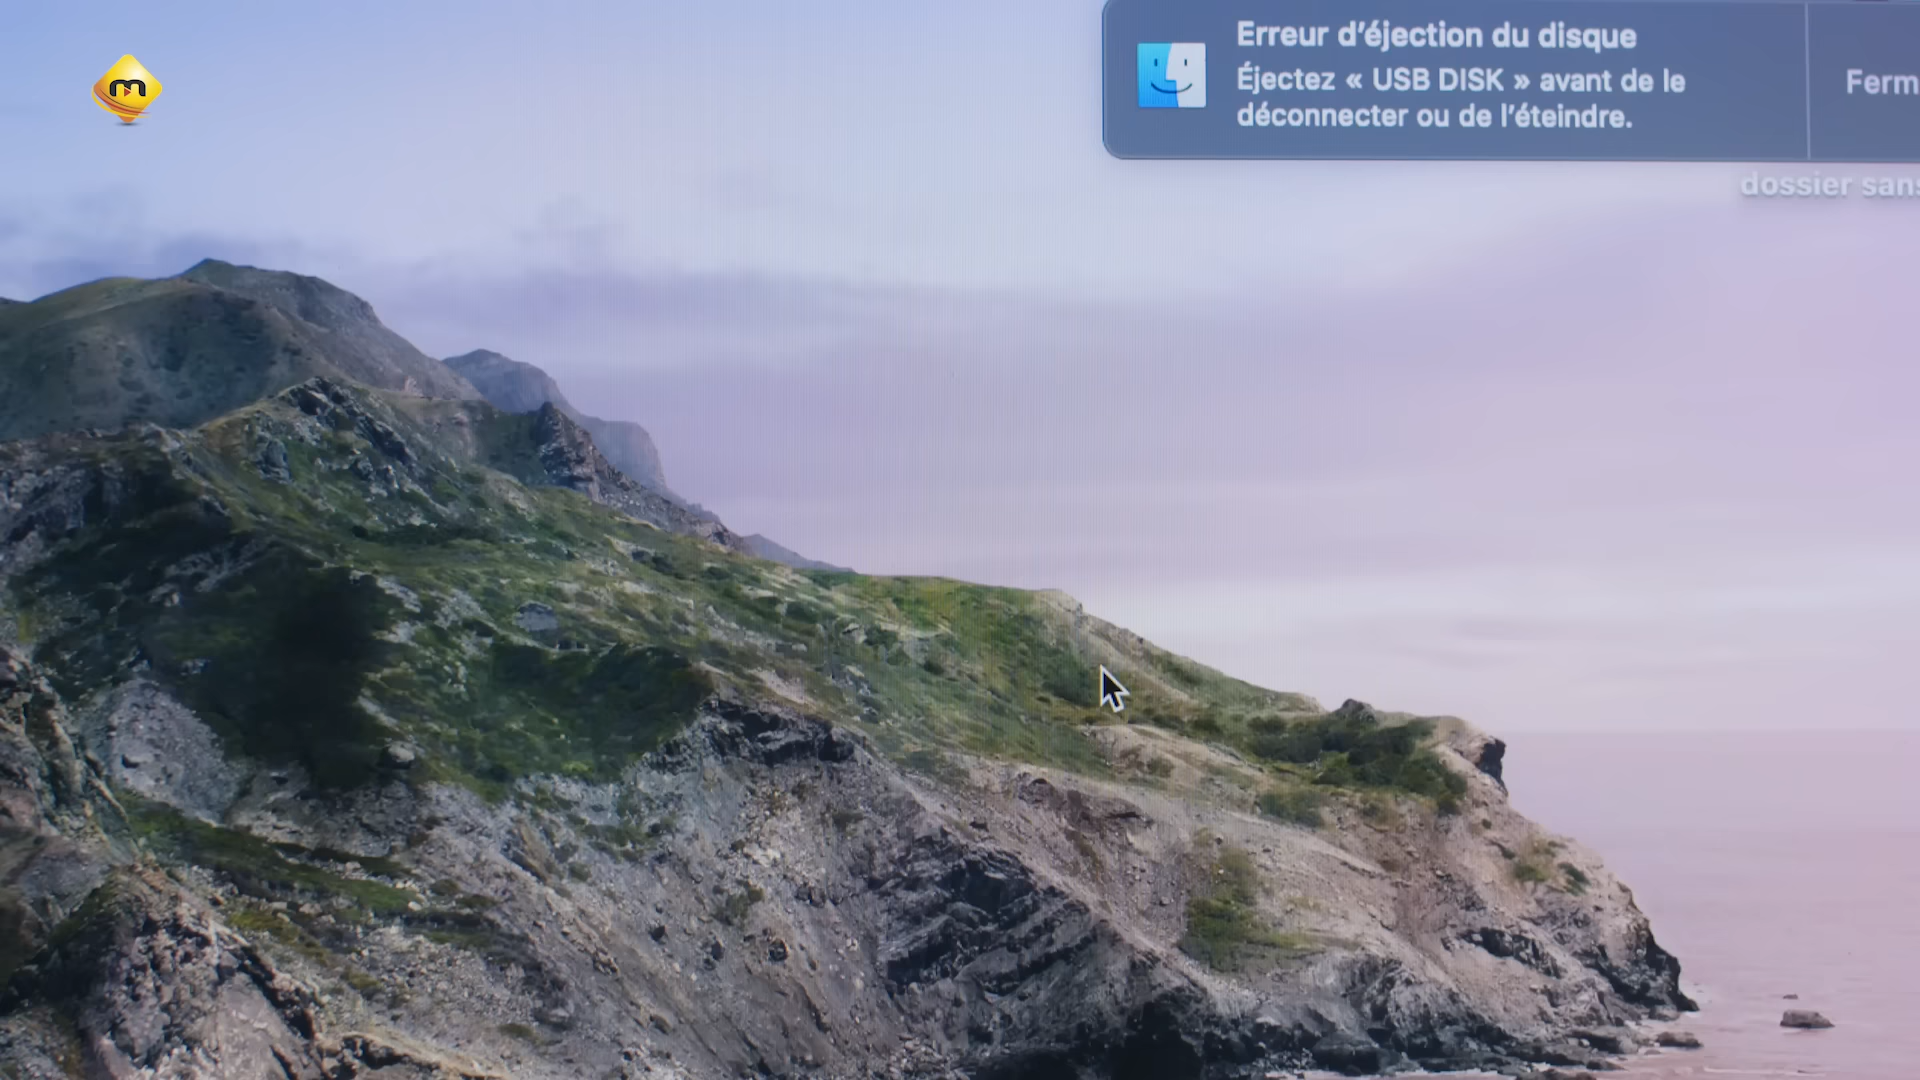 Erreur d’éjection du disque
Éjectez « USB DISK » avant de le
déconnecter ou de l’éteindre.
Ferm
dossier sans
m